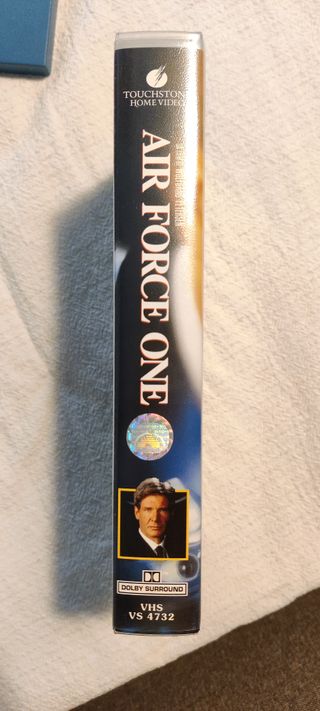 TOUCHSTONE
HOME VIDEO
AIR FORCE ONE
DOLBY SURROUND
VHS
VS 4732